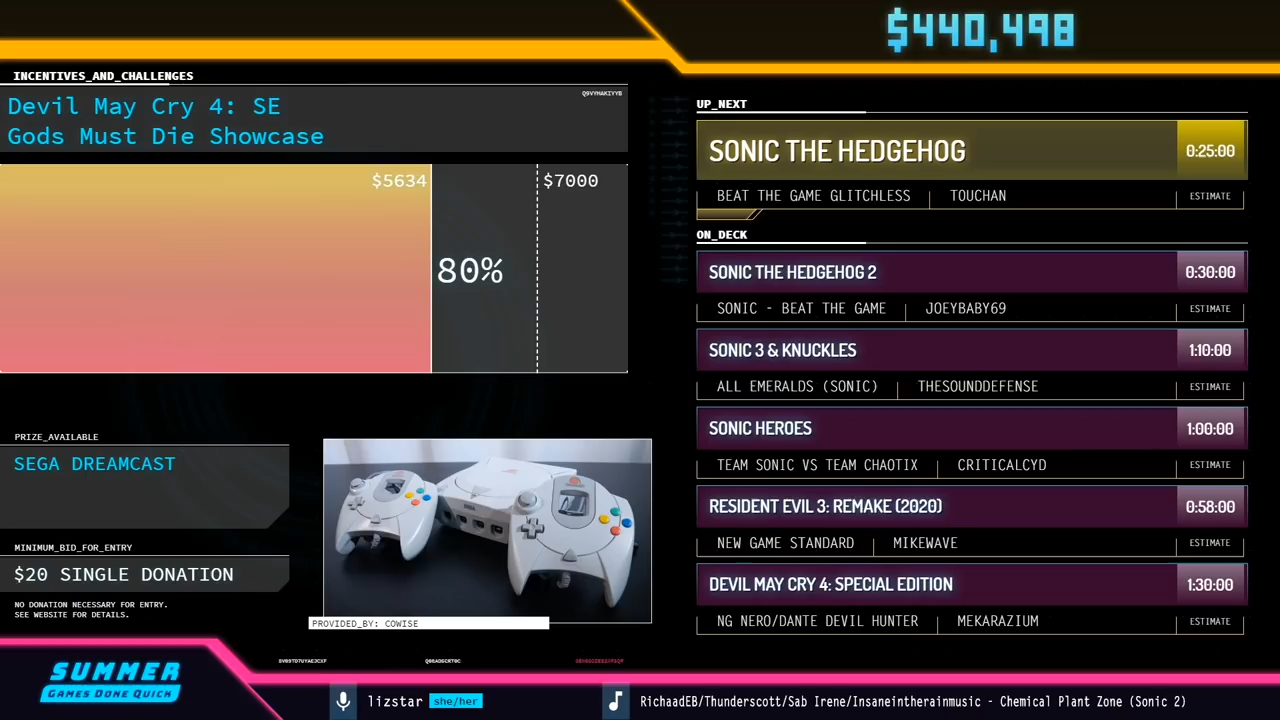 $440,498
INCENTIVES_AND_CHALLENGES
Devil May Cry 4: SE
Gods Must Die Showcase
$5634
$7000
80%
PRIZE_AVAILABLE
SEGA DREAMCAST
MINIMUM_BID_FOR_ENTRY
$20 SINGLE DONATION
NO DONATION NECESSARY FOR ENTRY.
SEE WEBSITE FOR DETAILS.
PROVIDED_BY: COWISE
UP_NEXT
SONIC THE HEDGEHOG 0:25:00
BEAT THE GAME GLITCHLESS TOUCHAN ESTIMATE
ON_DECK
SONIC THE HEDGEHOG 2 0:30:00
SONIC - BEAT THE GAME JOEYBABY69 ESTIMATE
SONIC 3 & KNUCKLES 1:10:00
ALL EMERALDS (SONIC) THESOUNDDEFENSE ESTIMATE
SONIC HEROES 1:00:00
TEAM SONIC VS TEAM CHAOTIX CRITICALCYD ESTIMATE
RESIDENT EVIL 3: REMAKE (2020) 0:58:00
NEW GAME STANDARD MIKEWAVE ESTIMATE
DEVIL MAY CRY 4: SPECIAL EDITION 1:30:00
NG NERO/DANTE DEVIL HUNTER MEKARAZIUM ESTIMATE
SUMMER
GAMES DONE QUICK
lizstar she/her
RichaadEB/Thunderscott/Sab Irene/Insaneintherainmusic - Chemical Plant Zone (Sonic 2)